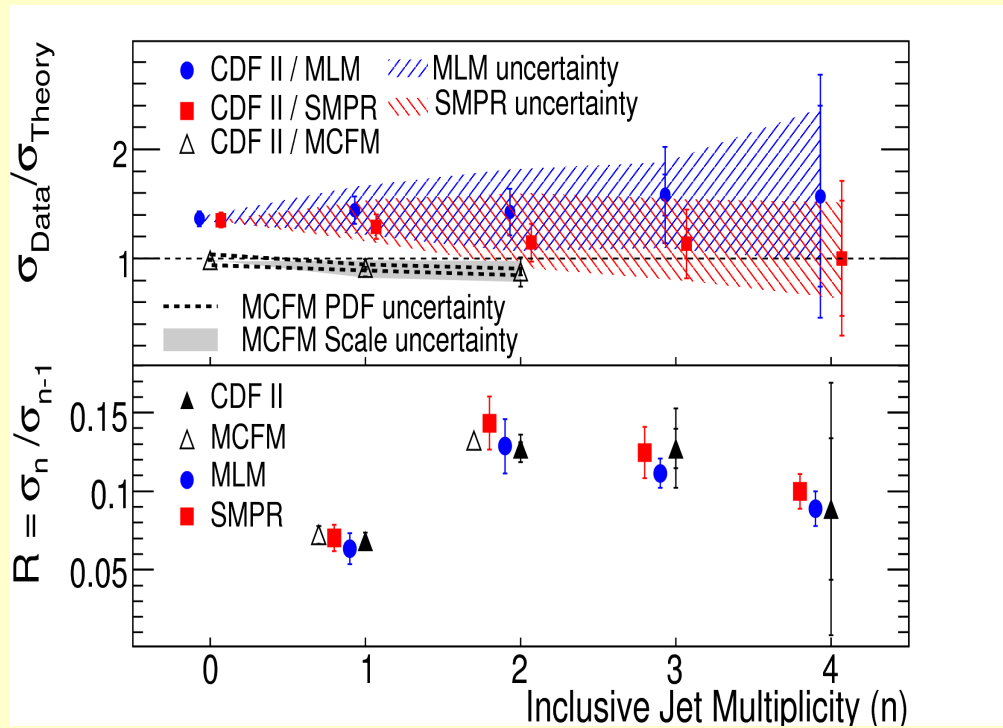 σData/σTheory
CDF II / MLM
MLM uncertainty
CDF II / SMPR
SMPR uncertainty
CDF II / MCFM
2
1
MCFM PDF uncertainty
MCFM Scale uncertainty
R = σn/σn-1
CDF II
MCFM
MLM
SMPR
0.15
0.1
0.05
0 1 2 3 4
Inclusive Jet Multiplicity (n)